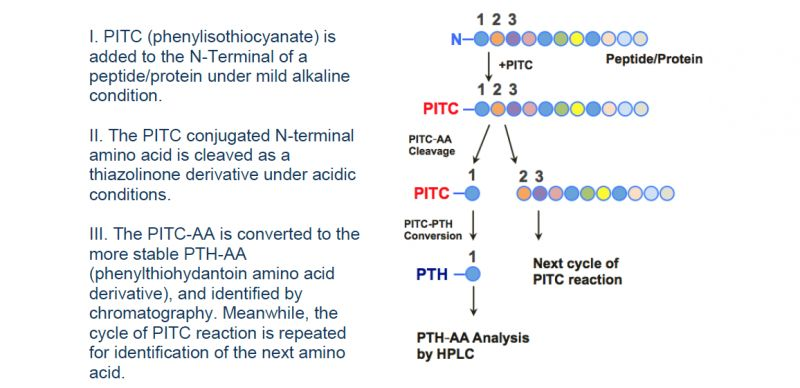 I. PITC (phenylisothiocyanate) is
added to the N-Terminal of a
peptide/protein under mild alkaline
condition.
II. The PITC conjugated N-terminal
amino acid is cleaved as a
thiazolinone derivative under acidic
conditions.
III. The PITC-AA is converted to the
more stable PTH-AA
(phenylthiohydantoin amino acid
derivative), and identified by
chromatography. Meanwhile, the
cycle of PITC reaction is repeated
for identification of the next amino
acid.
1 2 3
N
+PITC
Peptide/Protein
1 2 3
PITC
PITC-AA
Cleavage
1
PITC
2 3
PITC-PTH
Conversion
1
PTH
Next cycle of
PITC reaction
PTH-AA Analysis
by HPLC